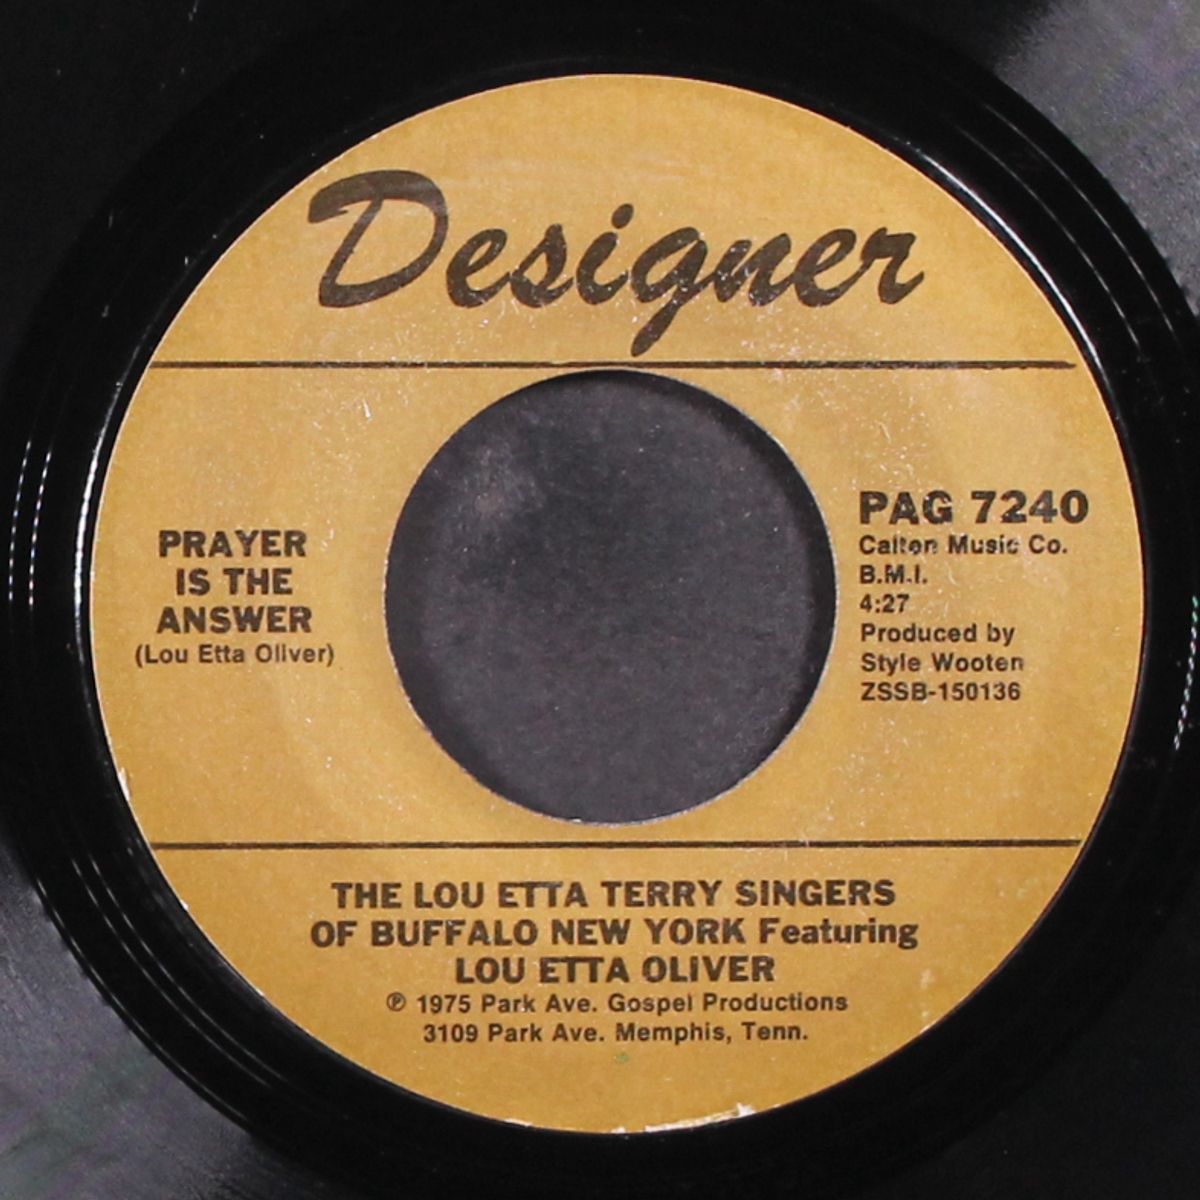 Designer
PRAYER
IS THE
ANSWER
(Lou Etta Oliver)
PAG 7240
Calten Music Co.
B.M.I.
4:27
Produced by
Style Wooten
ZSSB-150136
THE LOU ETTA TERRY SINGERS
OF BUFFALO NEW YORK Featuring
LOU ETTA OLIVER
℗ 1975 Park Ave. Gospel Productions
3109 Park Ave. Memphis, Tenn.